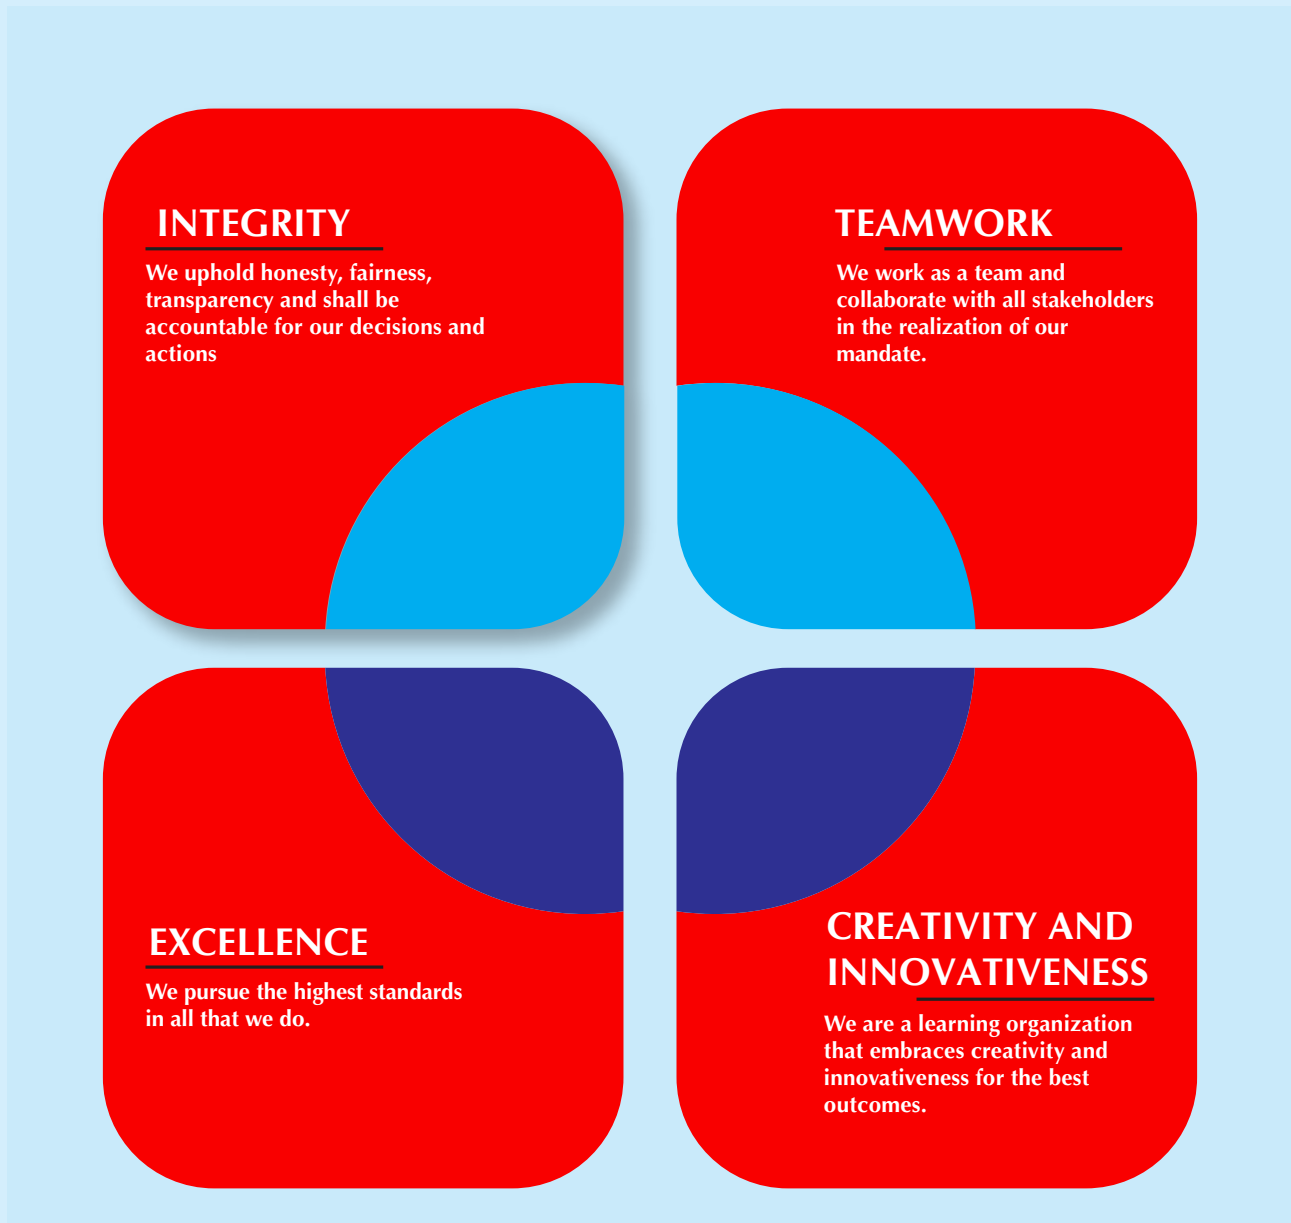 INTEGRITY
We uphold honesty, fairness,
transparency and shall be
accountable for our decisions and
actions
TEAMWORK
We work as a team and
collaborate with all stakeholders
in the realization of our
mandate.
EXCELLENCE
We pursue the highest standards
in all that we do.
CREATIVITY AND
INNOVATIVENESS
We are a learning organization
that embraces creativity and
innovativeness for the best
outcomes.